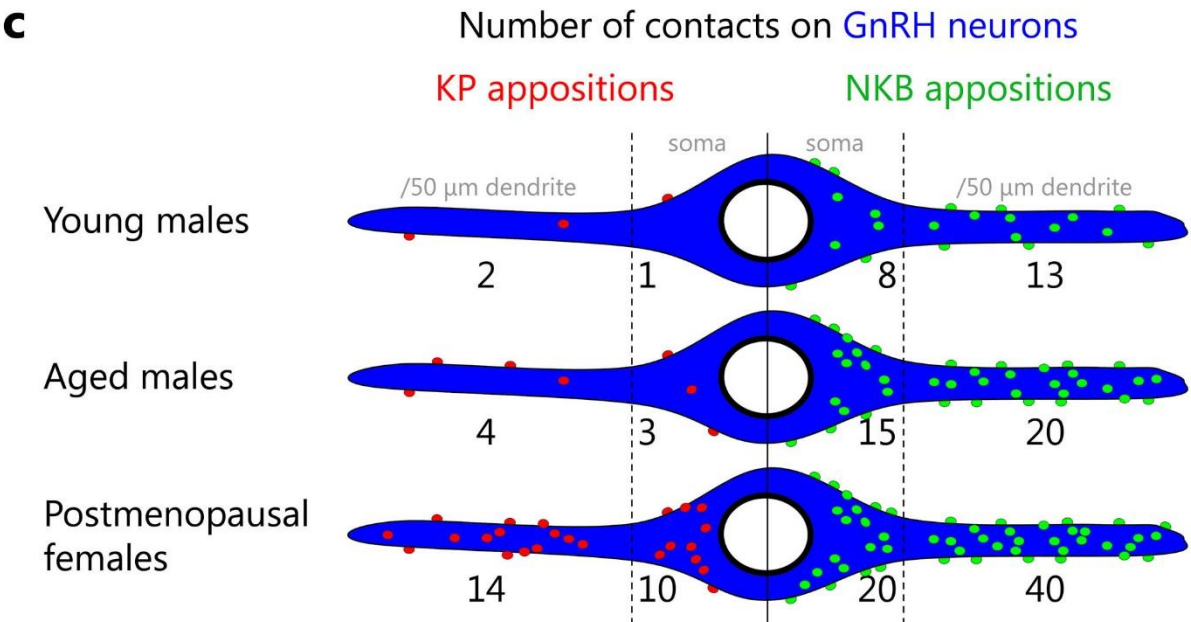 c
Number of contacts on GnRH neurons
KP appositions
NKB appositions
soma
soma
/50 μm dendrite
/50 μm dendrite
Young males
2
1
8
13
Aged males
4
3
15
20
Postmenopausal
females
14
10
20
40